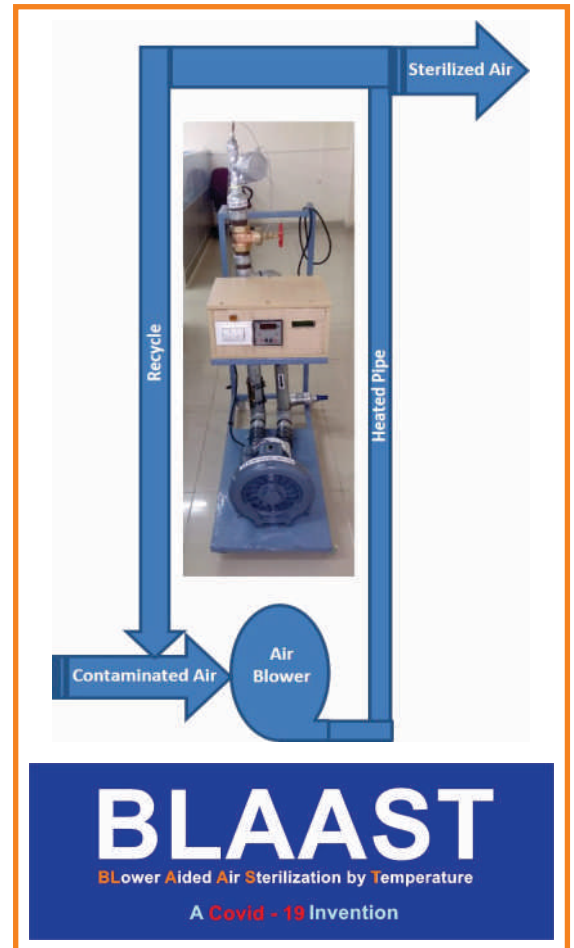 Sterilized Air
Recycle
Heated Pipe
Contaminated Air
Air
Blower
BLAAST
BLower Aided Air Sterilization by Temperature
A Covid - 19 Invention